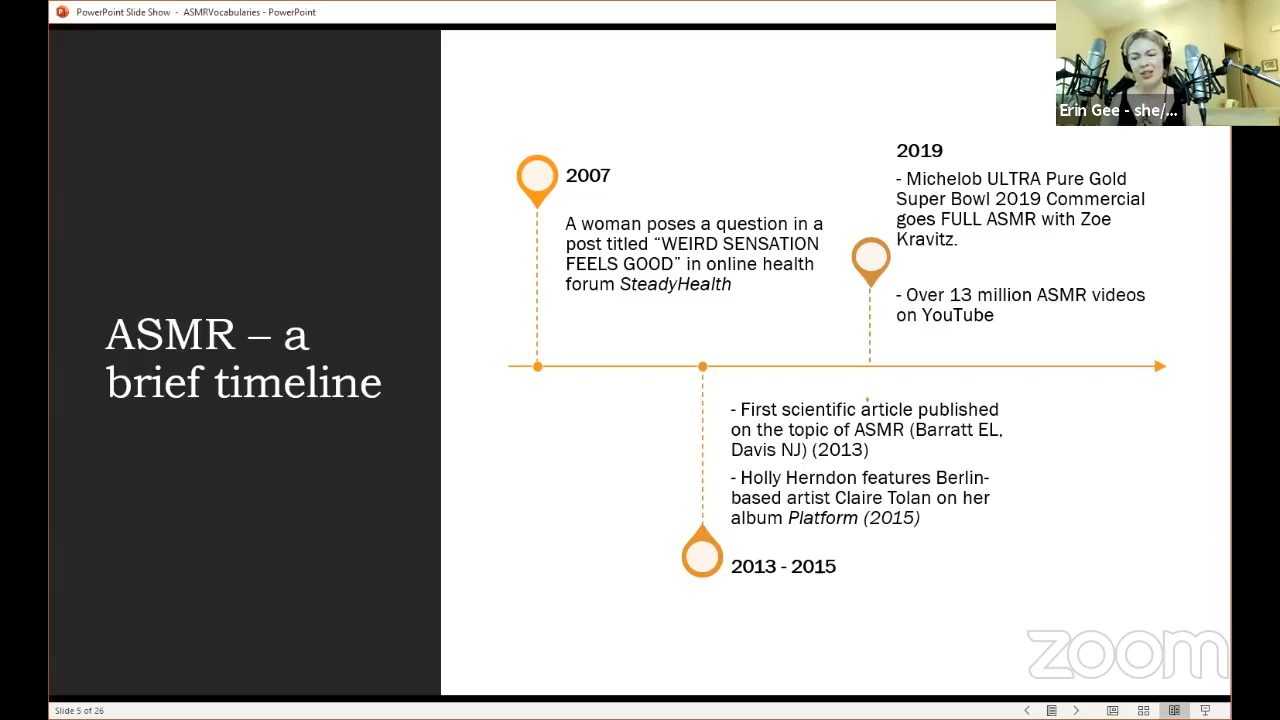 PowerPoint Slide Show - ASMRVocabularies - PowerPoint
Erin Gee - she/...
ASMR – a
brief timeline
2007
A woman poses a question in a
post titled “WEIRD SENSATION
FEELS GOOD” in online health
forum SteadyHealth
2019
- Michelob ULTRA Pure Gold
Super Bowl 2019 Commercial
goes FULL ASMR with Zoe
Kravitz.
- Over 13 million ASMR videos
on YouTube
- First scientific article published
on the topic of ASMR (Barratt EL,
Davis NJ) (2013)
- Holly Herndon features Berlin-
based artist Claire Tolan on her
album Platform (2015)
2013 - 2015
zoom
Slide 5 of 26